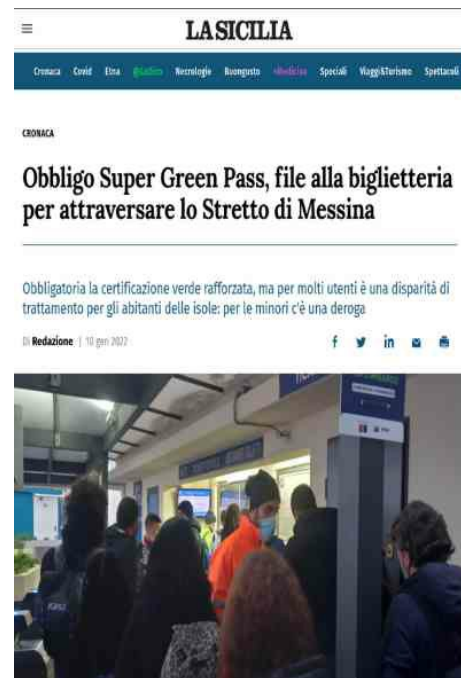 LA SICILIA
Cronaca Covid Etna Necrologie Buongusto Speciali Viaggi&Turismo Spettacoli
CRONACA
Obbligo Super Green Pass, file alla biglietteria
per attraversare lo Stretto di Messina
Obbligatoria la certificazione verde rafforzata, ma per molti utenti è una disparità di
trattamento per gli abitanti delle isole: per le minori c'è una deroga
Di Redazione | 10 gen 2022